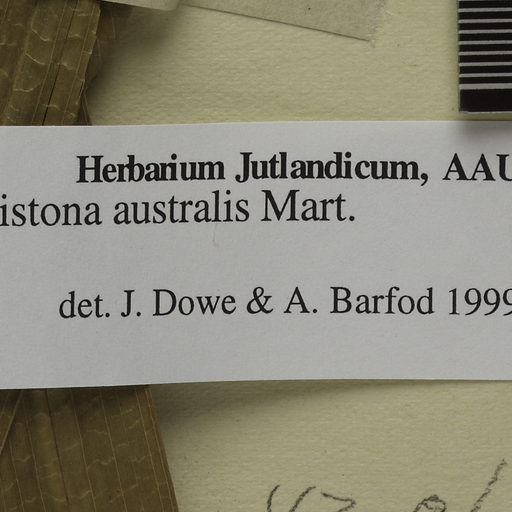 Herbarium Jutlandicum, AAU
istona australis Mart.
det. J. Dowe & A. Barfod 1999